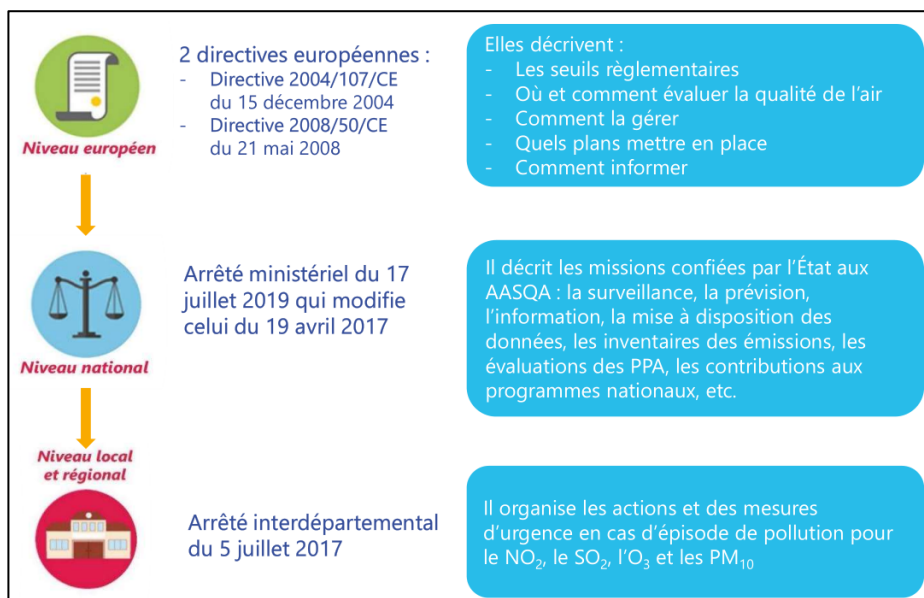 2 directives européennes :
- Directive 2004/107/CE
du 15 décembre 2004
- Directive 2008/50/CE
du 21 mai 2008
Niveau européen
Elles décrivent :
- Les seuils règlementaires
- Où et comment évaluer la qualité de l'air
- Comment la gérer
- Quels plans mettre en place
- Comment informer
Arrêté ministériel du 17
juillet 2019 qui modifie
celui du 19 avril 2017
Niveau national
Il décrit les missions confiées par l'État aux
AASQA : la surveillance, la prévision,
l'information, la mise à disposition des
données, les inventaires des émissions, les
évaluations des PPA, les contributions aux
programmes nationaux, etc.
Niveau local
et régional
Arrêté interdépartemental
du 5 juillet 2017
Il organise les actions et des mesures
d'urgence en cas d'épisode de pollution pour
le NO₂, le SO₂, l'O₃ et les PM₁₀